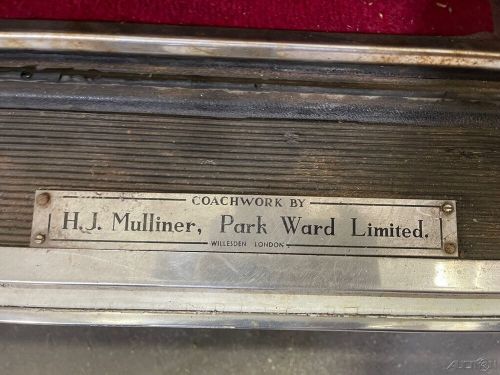 COACHWORK BY
H.J. Mulliner, Park Ward Limited.
WILLESDEN LONDON